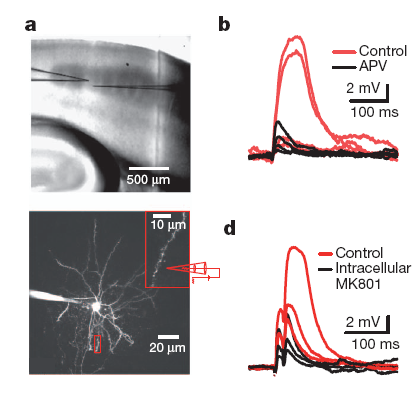 a
500 µm
10 µm
20 µm
b
Control
APV
2 mV
100 ms
d
Control
Intracellular
MK801
2 mV
100 ms